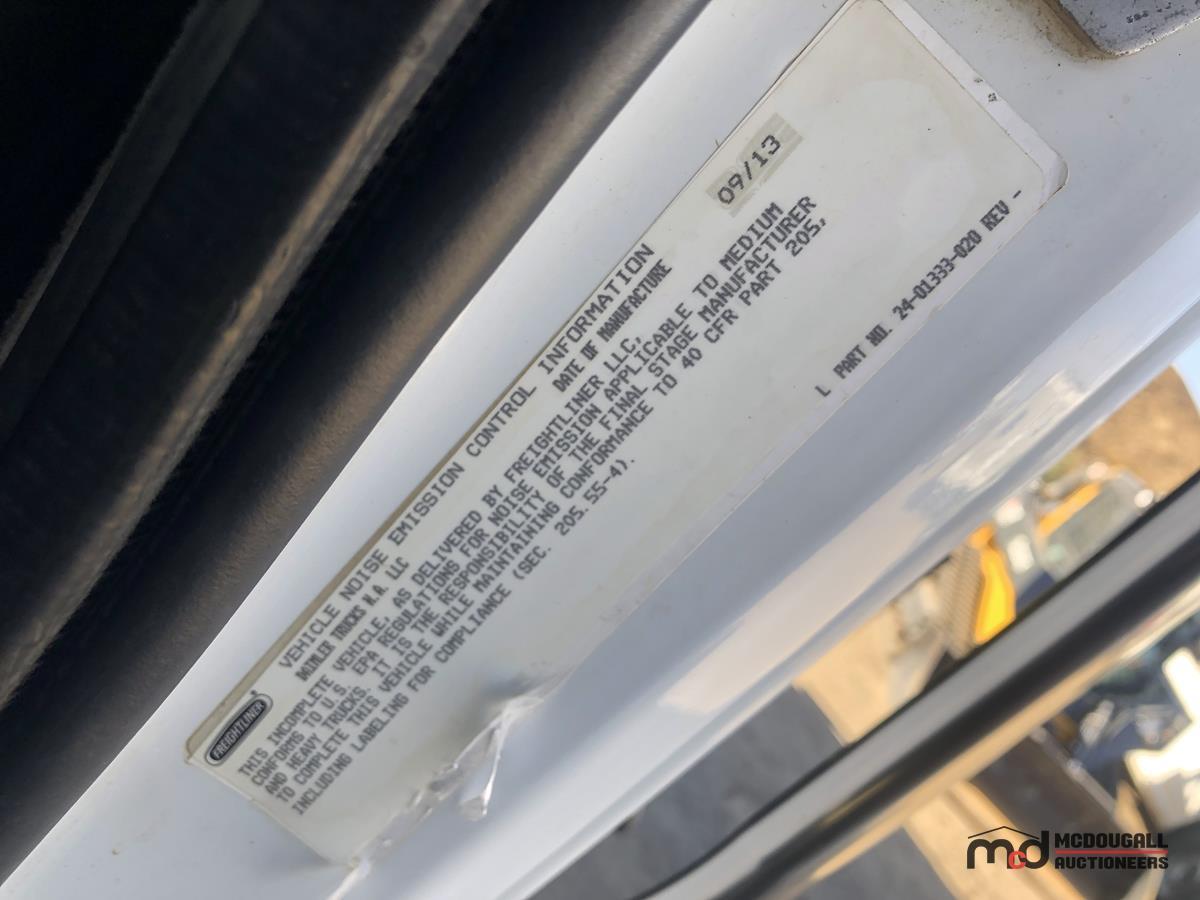 FREIGHTLINER
VEHICLE NOISE EMISSION CONTROL INFORMATION
DAIMLER TRUCKS N.A. LLC DATE OF MANUFACTURE 09/13
THIS INCOMPLETE VEHICLE, AS DELIVERED BY FREIGHTLINER LLC,
CONFORMS TO U.S. EPA REGULATIONS FOR NOISE EMISSION APPLICABLE TO MEDIUM
AND HEAVY TRUCKS. IT IS THE RESPONSIBILITY OF THE FINAL STAGE MANUFACTURER
TO COMPLETE THIS VEHICLE WHILE MAINTAINING CONFORMANCE TO 40 CFR PART 205,
INCLUDING LABELING FOR COMPLIANCE (SEC. 205.55-4).
L PART NO. 24-01333-020 REV -
mcd MCDOUGALL
AUCTIONEERS